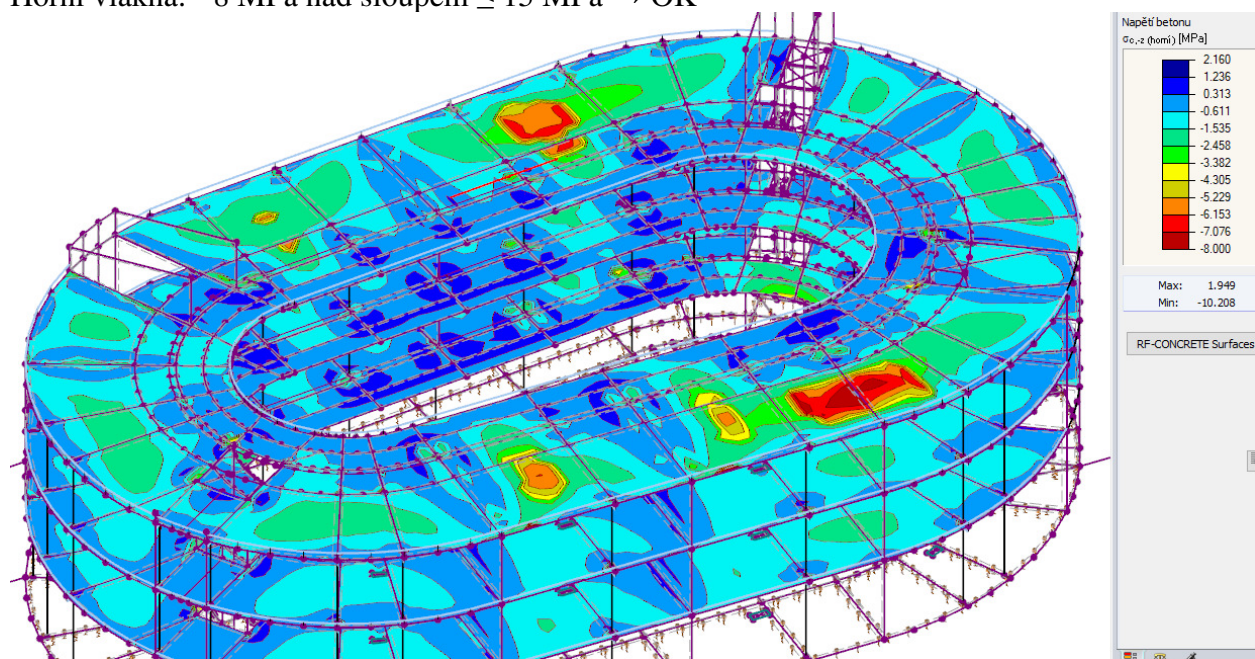 Horní vlákna: - 8 MPa nad sloupem ≤ 15 MPa → OK
Napětí betonu
σc,-z (horní) [MPa]
2.160
1.236
0.313
-0.611
-1.535
-2.458
-3.382
-4.305
-5.229
-6.153
-7.076
-8.000
Max: 1.949
Min: -10.208
RF-CONCRETE Surfaces